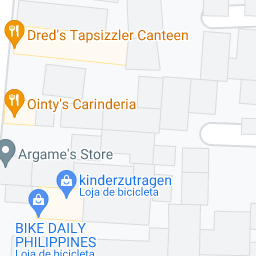 Dred's Tapsizzler Canteen
Ointy's Carinderia
Argame's Store
kinderzutragen
Loja de bicicleta
BIKE DAILY
PHILIPPINES
Loja de bicicleta